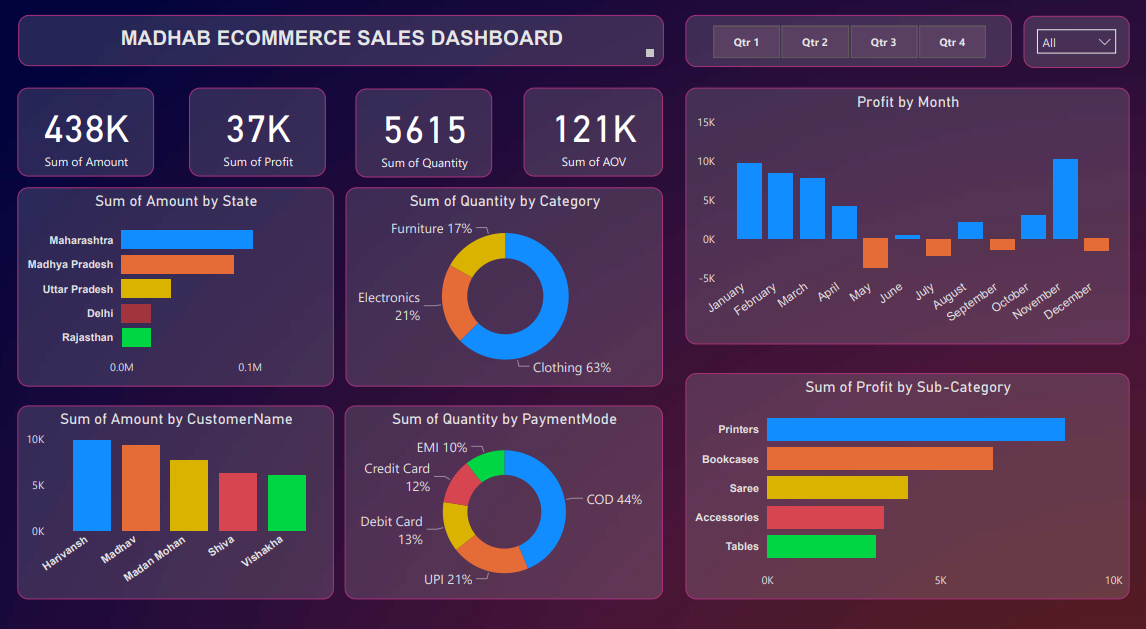 MADHAB ECOMMERCE SALES DASHBOARD
Qtr 1
Qtr 2
Qtr 3
Qtr 4
All
438K
Sum of Amount
37K
Sum of Profit
5615
Sum of Quantity
121K
Sum of AOV
Profit by Month
15K
10K
5K
0K
-5K
January
February
March
April
May
June
July
August
September
October
November
December
Sum of Amount by State
Maharashtra
Madhya Pradesh
Uttar Pradesh
Delhi
Rajasthan
0.0M
0.1M
Sum of Quantity by Category
Furniture 17%
Electronics
21%
Clothing 63%
Sum of Amount by CustomerName
10K
5K
0K
Harivansh
Madhav
Madan Mohan
Shiva
Vishakha
Sum of Quantity by PaymentMode
EMI 10%
Credit Card
12%
COD 44%
Debit Card
13%
UPI 21%
Sum of Profit by Sub-Category
Printers
Bookcases
Saree
Accessories
Tables
0K
5K
10K